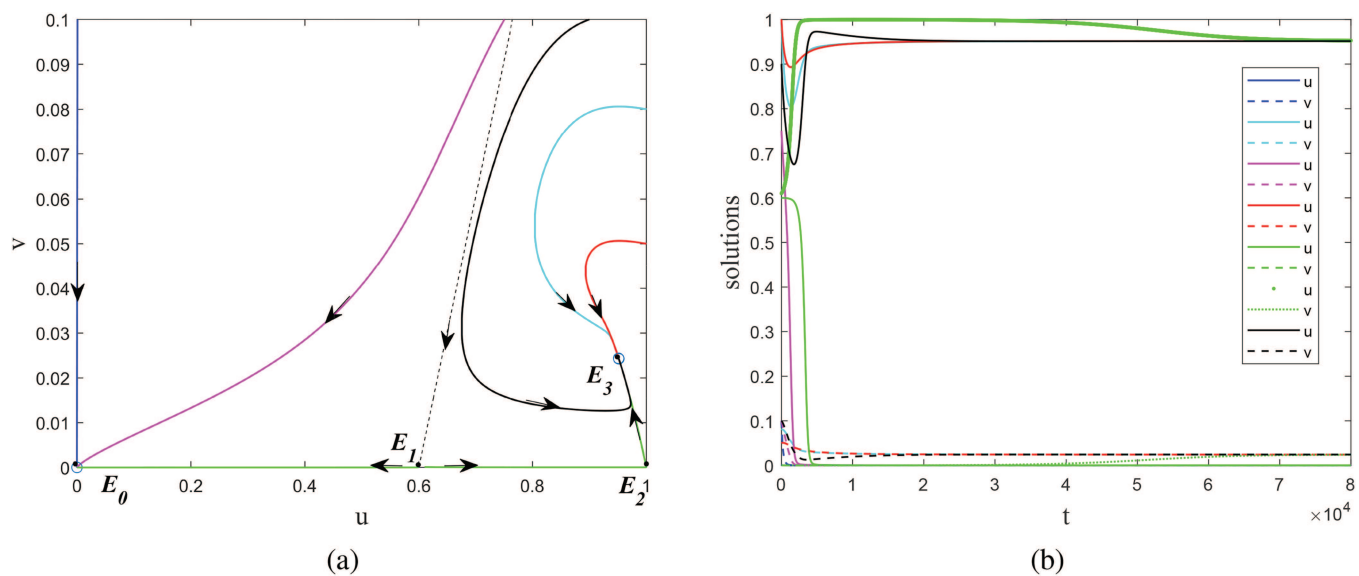 0.1
0.09
0.08
0.07
0.06
0.05
0.04
0.03
0.02
0.01
0
v
E3
E1
E0
E2
0 0.2 0.4 0.6 0.8 1
u
(a)
1
0.9
0.8
0.7
0.6
0.5
0.4
0.3
0.2
0.1
0
solutions
u
v
u
v
u
v
u
v
u
v
u
v
u
v
0 1 2 3 4 5 6 7 8
t
×10^4
(b)